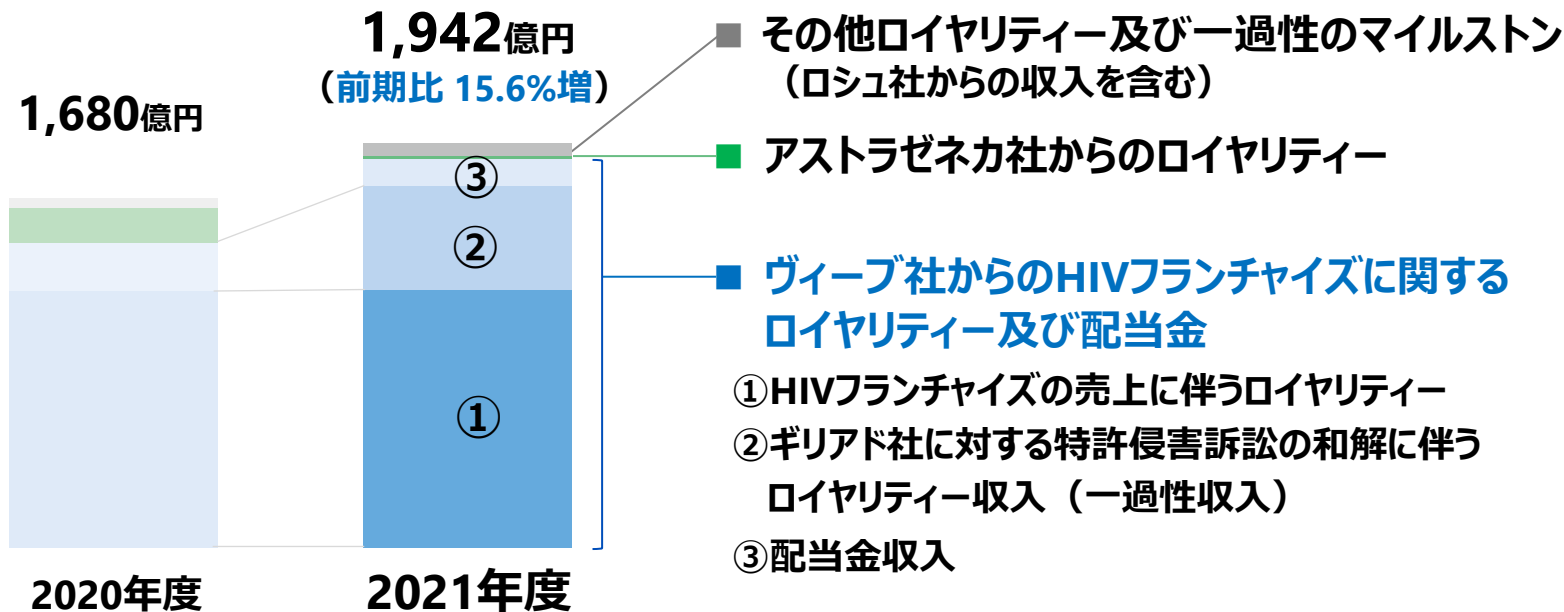 1,680億円
2020年度
1,942億円
（前期比 15.6%増）
③
②
①
2021年度
■ その他ロイヤリティー及び一過性のマイルストン
（ロシュ社からの収入を含む）
■ アストラゼネカ社からのロイヤリティー
■ ヴィーブ社からのHIVフランチャイズに関する
ロイヤリティー及び配当金
①HIVフランチャイズの売上に伴うロイヤリティー
②ギリアド社に対する特許侵害訴訟の和解に伴う
ロイヤリティー収入（一過性収入）
③配当金収入